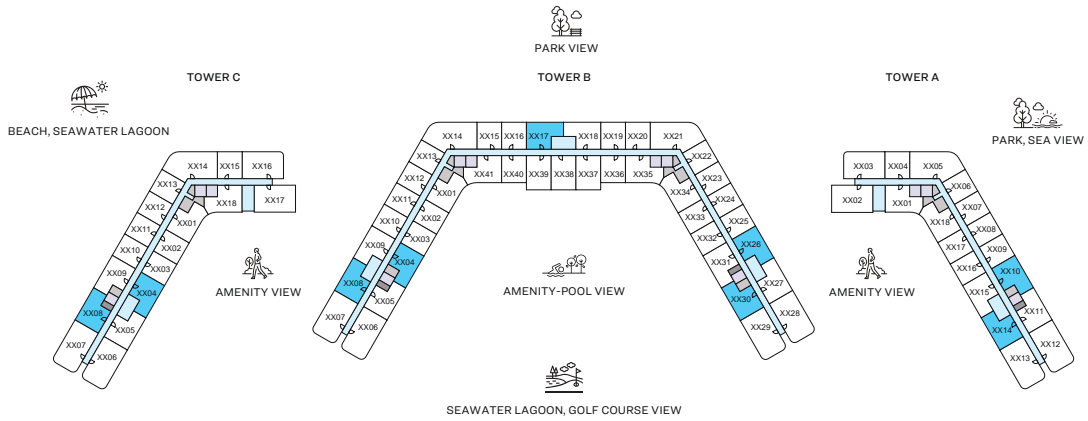 PARK VIEW
TOWER C
TOWER B
TOWER A
BEACH, SEAWATER LAGOON
PARK, SEA VIEW
XX14
XX15
XX16
XX13
XX12
XX11
XX10
XX09
XX08
XX07
XX06
XX05
XX04
XX03
XX02
XX01
XX18
XX17
XX14
XX15
XX16
XX17
XX18
XX19
XX20
XX21
XX13
XX12
XX11
XX10
XX09
XX08
XX07
XX06
XX05
XX04
XX03
XX02
XX01
XX41
XX40
XX39
XX38
XX37
XX36
XX35
XX34
XX33
XX32
XX31
XX30
XX29
XX28
XX27
XX26
XX25
XX24
XX23
XX22
XX03
XX04
XX05
XX02
XX01
XX06
XX07
XX08
XX09
XX10
XX11
XX12
XX13
XX14
XX15
XX16
XX17
XX18
AMENITY VIEW
AMENITY-POOL VIEW
AMENITY VIEW
SEAWATER LAGOON, GOLF COURSE VIEW